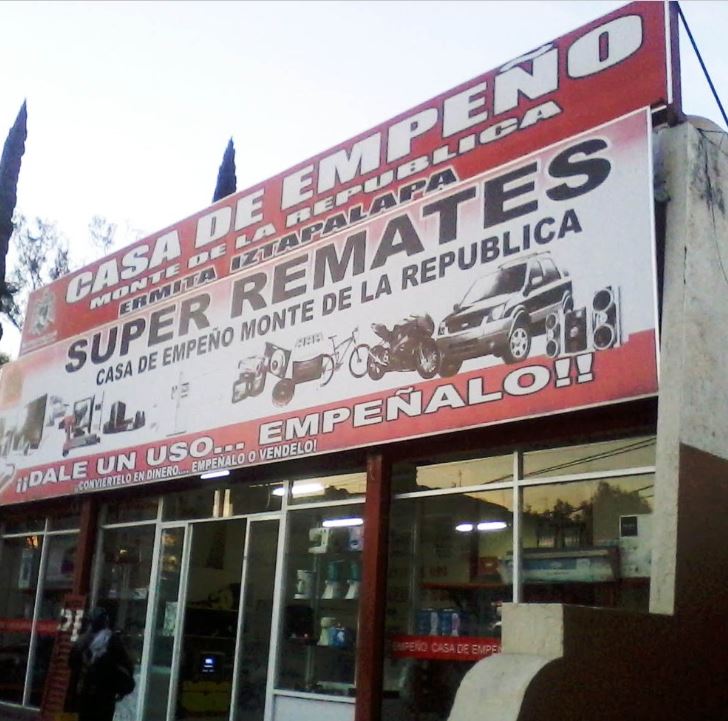 CASA DE EMPEÑO
MONTE DE LA REPUBLICA
ERMITA IZTAPALAPA
SUPER REMATES
CASA DE EMPEÑO MONTE DE LA REPUBLICA
¡¡DALE UN USO... EMPEÑALO!!
CONVIERTELO EN DINERO.... EMPEÑALO O VENDELO!
EMPEÑO CASA DE EMPEÑ